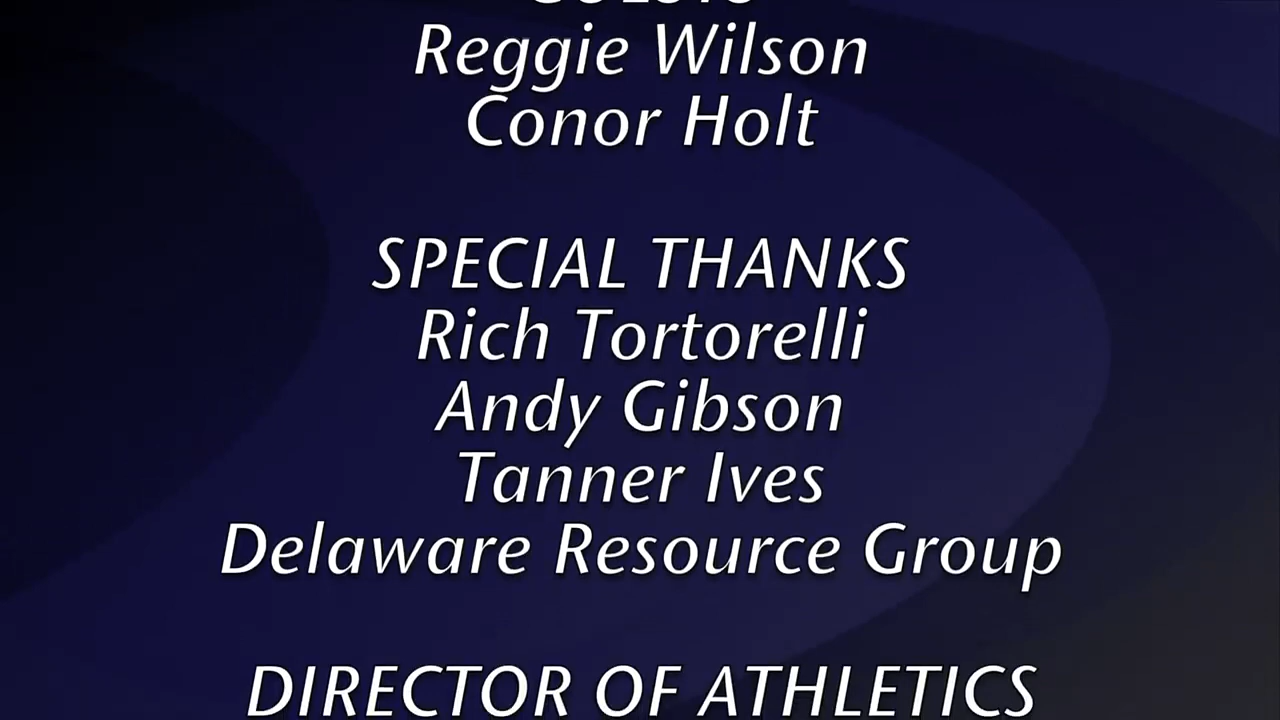 Reggie Wilson
Conor Holt
SPECIAL THANKS
Rich Tortorelli
Andy Gibson
Tanner Ives
Delaware Resource Group
DIRECTOR OF ATHLETICS